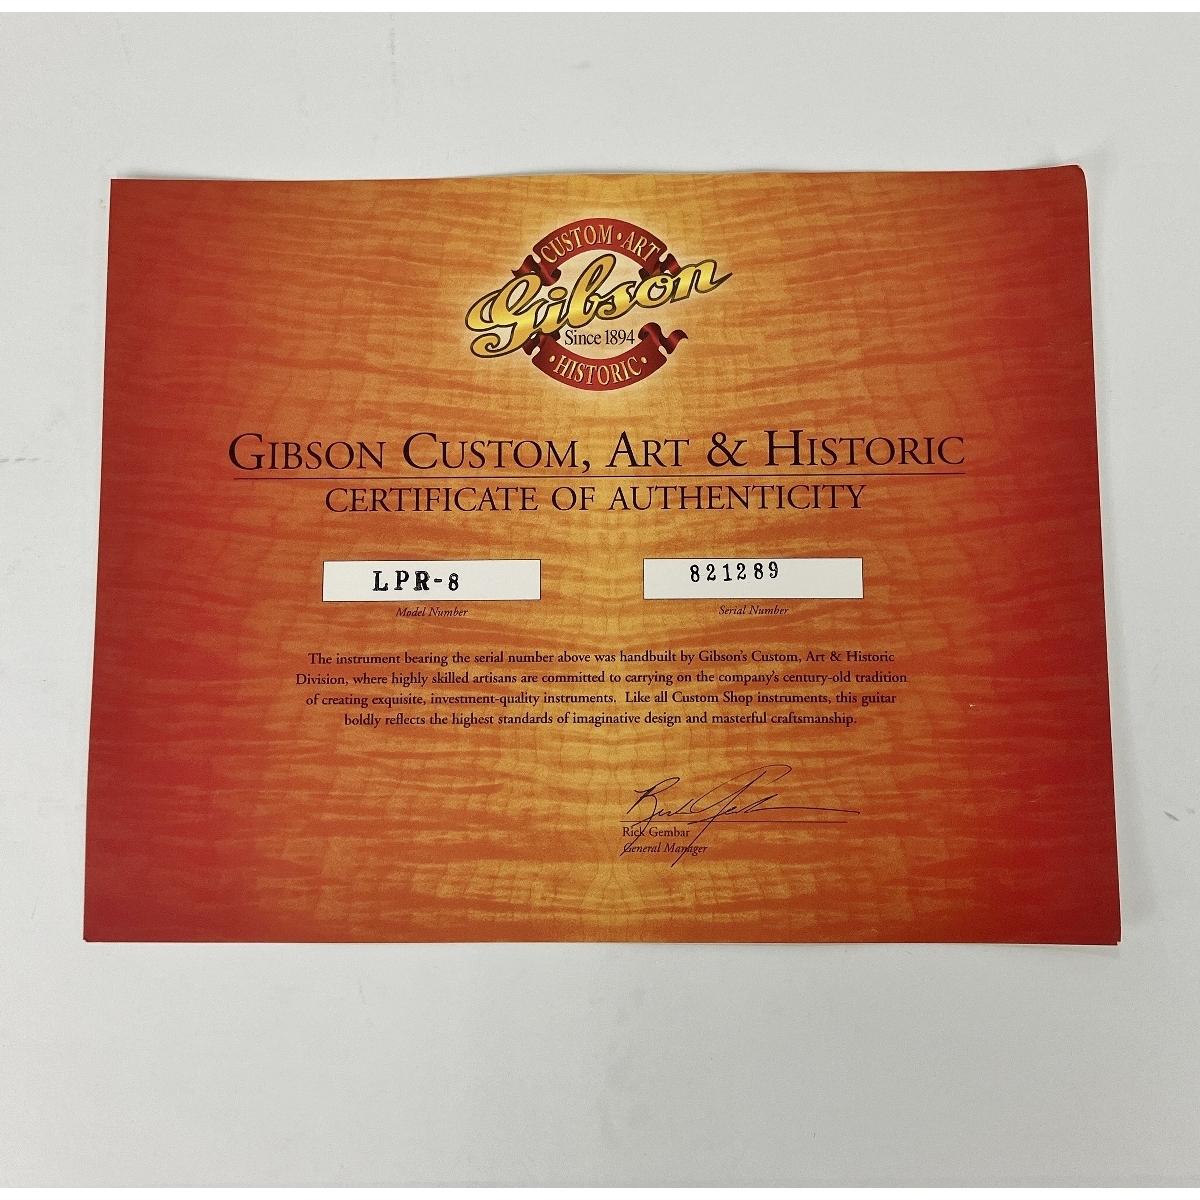 CUSTOM • ART
Gibson
Since 1894
• HISTORIC •
GIBSON CUSTOM, ART & HISTORIC
CERTIFICATE OF AUTHENTICITY
LPR-8
821289
Model Number
Serial Number
The instrument bearing the serial number above was handbuilt by Gibson's Custom, Art & Historic
Division, where highly skilled artisans are committed to carrying on the company's century-old tradition
of creating exquisite, investment-quality instruments. Like all Custom Shop instruments, this guitar
boldly reflects the highest standards of imaginative design and masterful craftsmanship.
Rick Gembar
General Manager